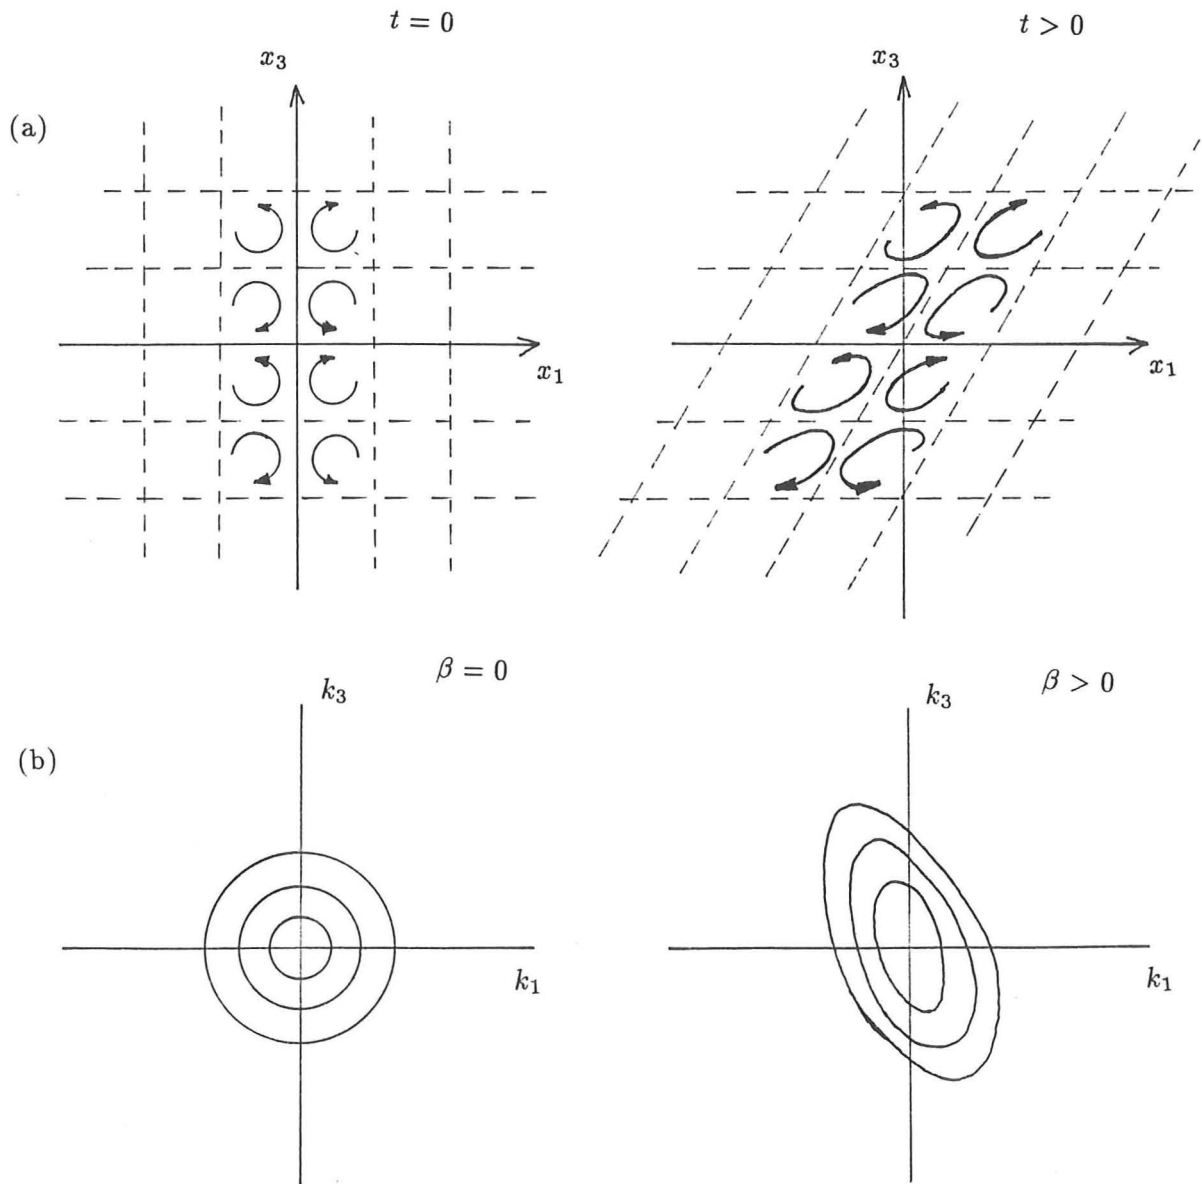 t = 0
t > 0
(a)
x₃
x₃
x₁
x₁
β = 0
β > 0
k₃
k₃
(b)
k₁
k₁